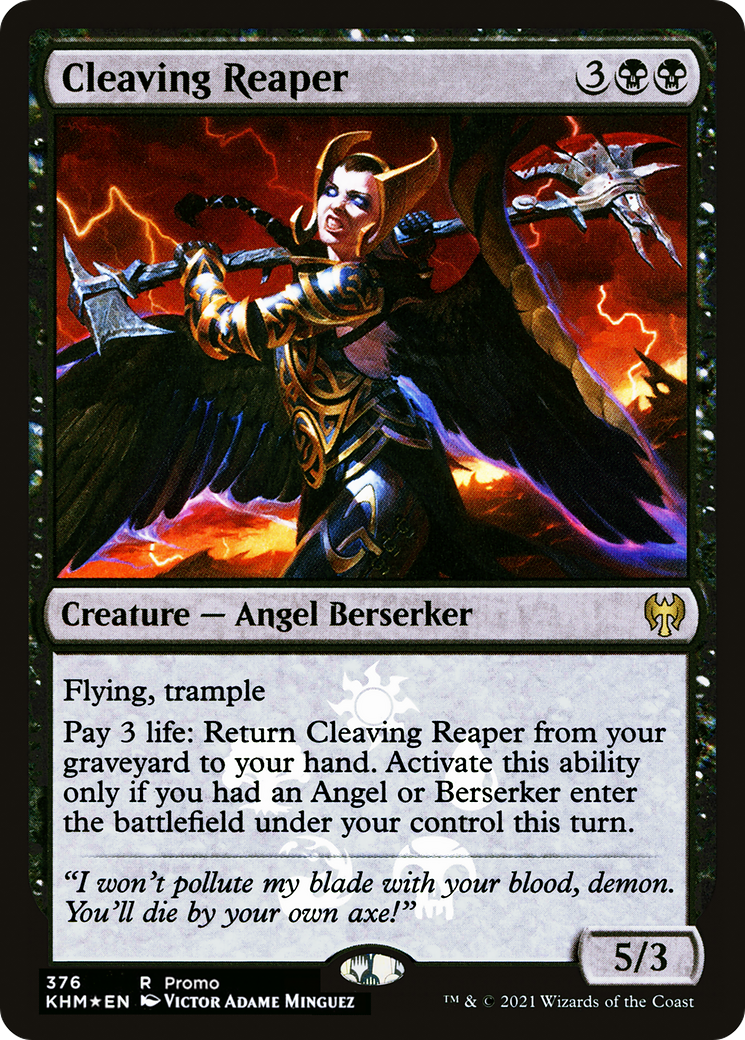 Cleaving Reaper 3
Creature — Angel Berserker
Flying, trample
Pay 3 life: Return Cleaving Reaper from your
graveyard to your hand. Activate this ability
only if you had an Angel or Berserker enter
the battlefield under your control this turn.
“I won’t pollute my blade with your blood, demon.
You’ll die by your own axe!”
5/3
376 R Promo
KHM★EN Victor Adame Minguez
™ & © 2021 Wizards of the Coast